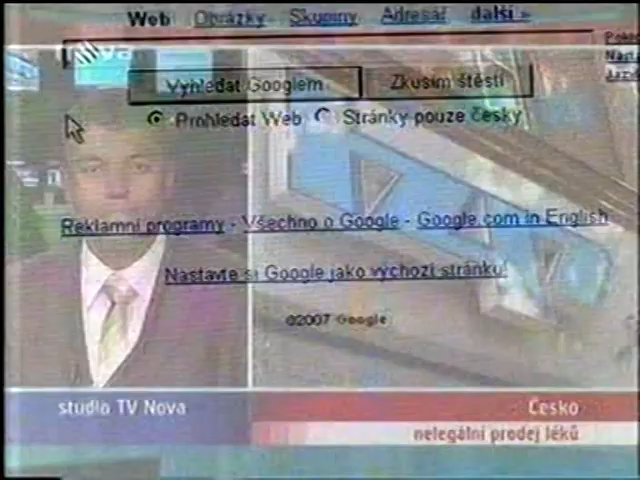 Web Obrázky Skupiny Adresář další »
nova
Vyhledat Googlem Zkusím štěstí
Prohledat Web Stránky pouze česky
Reklamní programy - Všechno o Google - Google.com in English
Nastavte si Google jako výchozí stránku!
©2007 Google
studio TV Nova
Česko
nelegální prodej léků